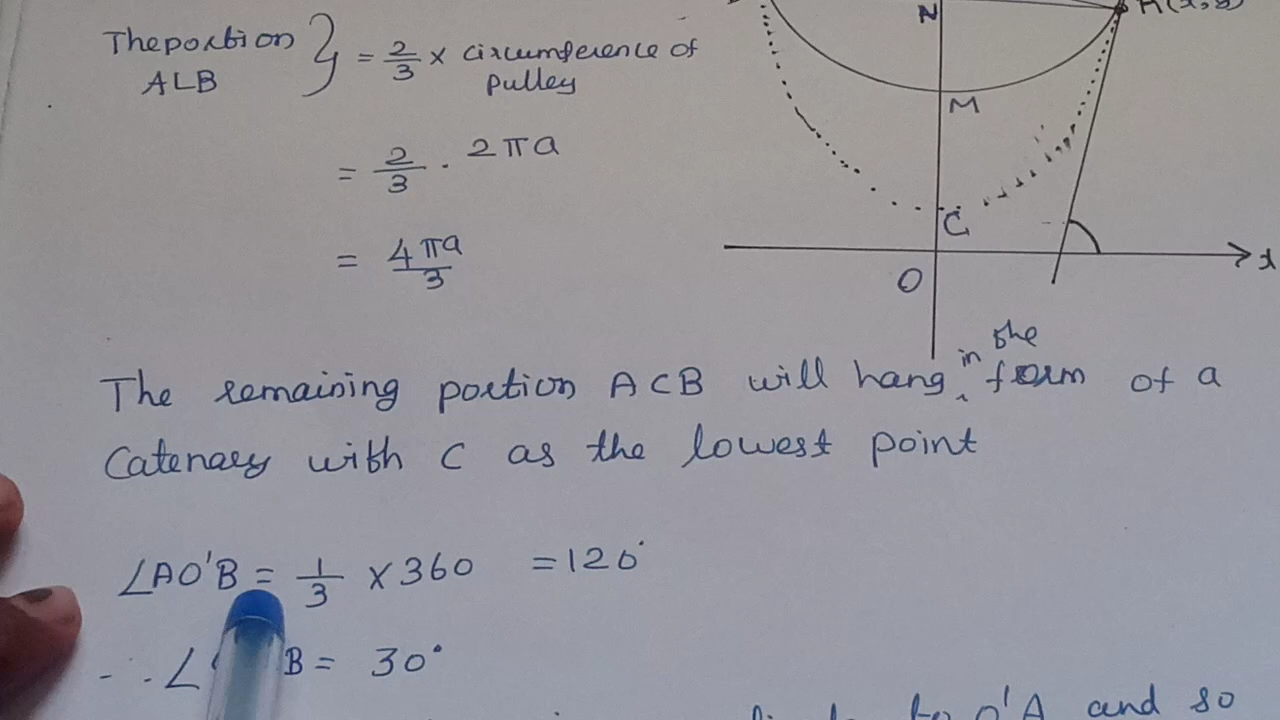 The portion
ALB
} = 2/3 × circumference of
pulley
= 2/3 . 2πa
= 4πa/3
N
M
C
O
The remaining portion ACB will hang in the form of a
Catenary with C as the lowest point
∠AO'B = 1/3 × 360 = 120°
∴ ∠ B = 30°
to O'A and so